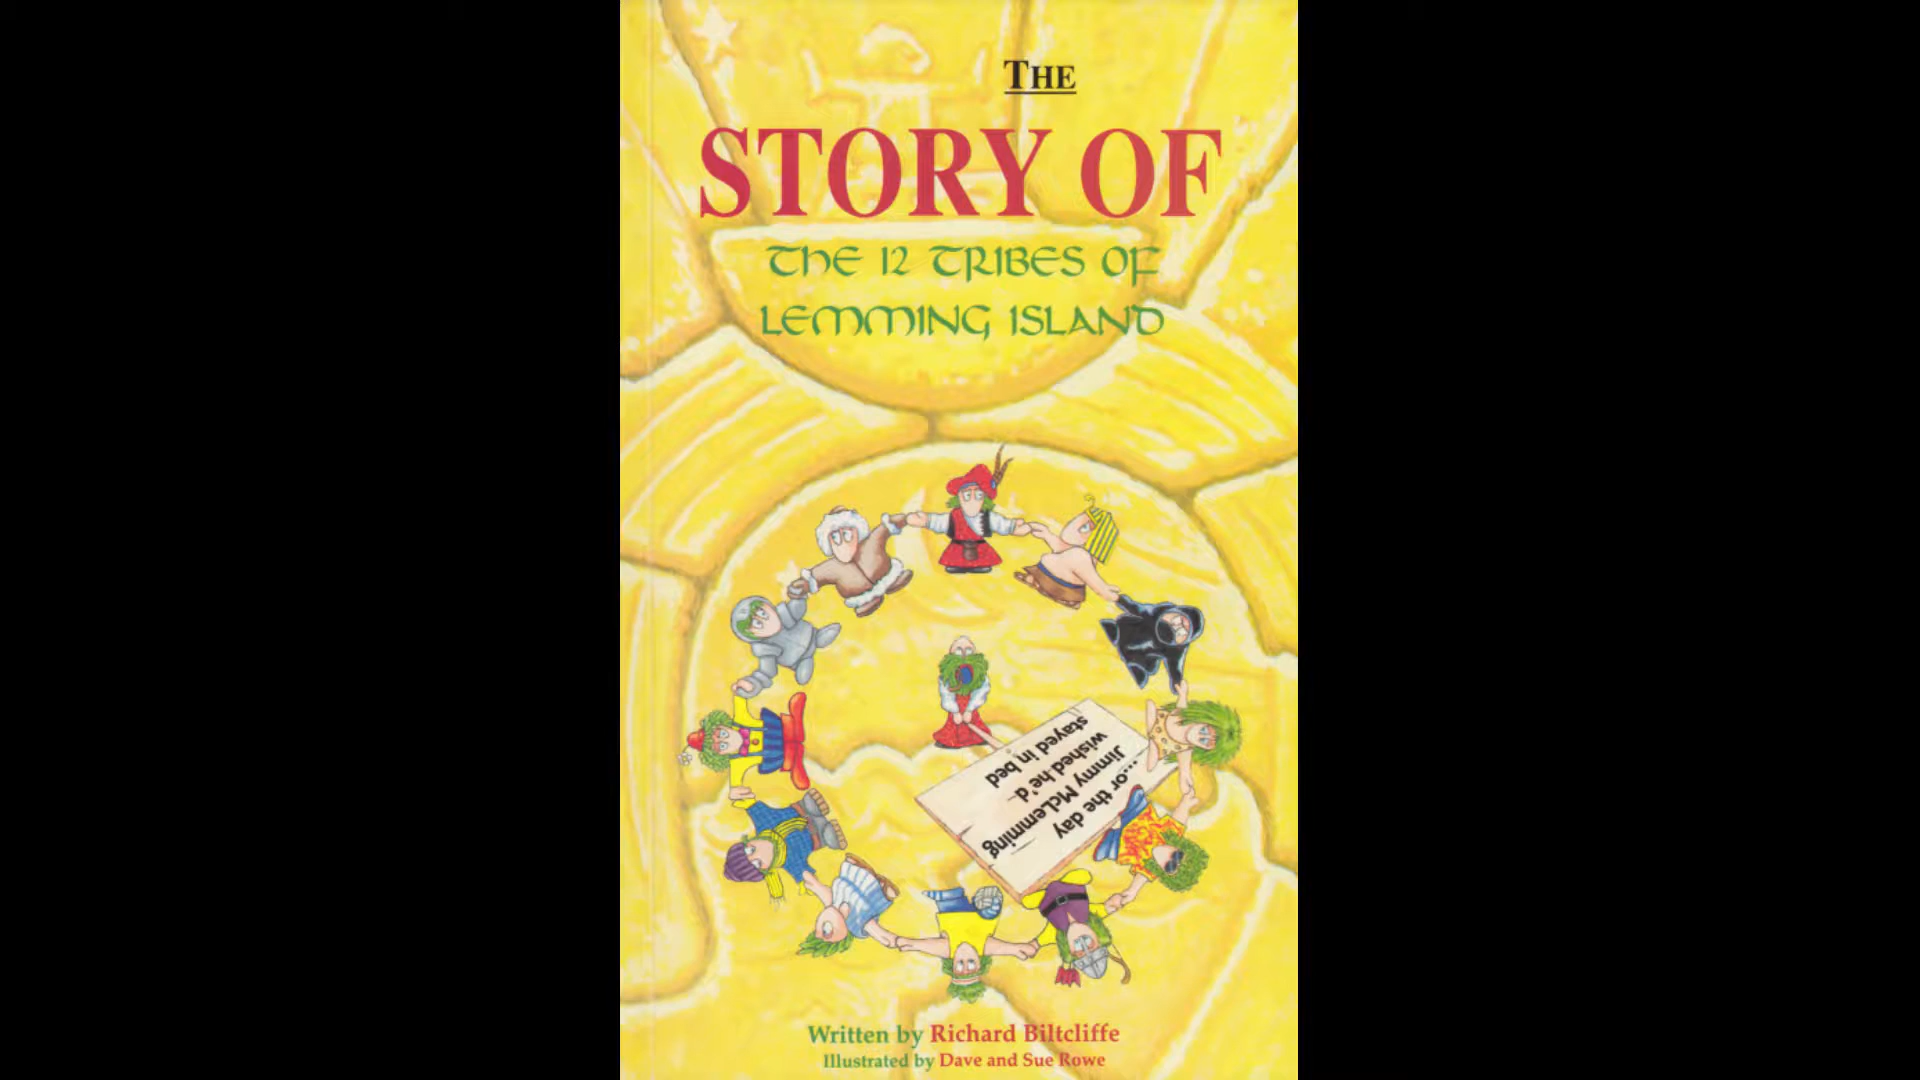 THE
STORY OF
THE 12 TRIBES OF
LEMMING ISLAND
...or the day
Jimmy McLemming
wished he'd
stayed in bed
Written by Richard Biltcliffe
Illustrated by Dave and Sue Rowe